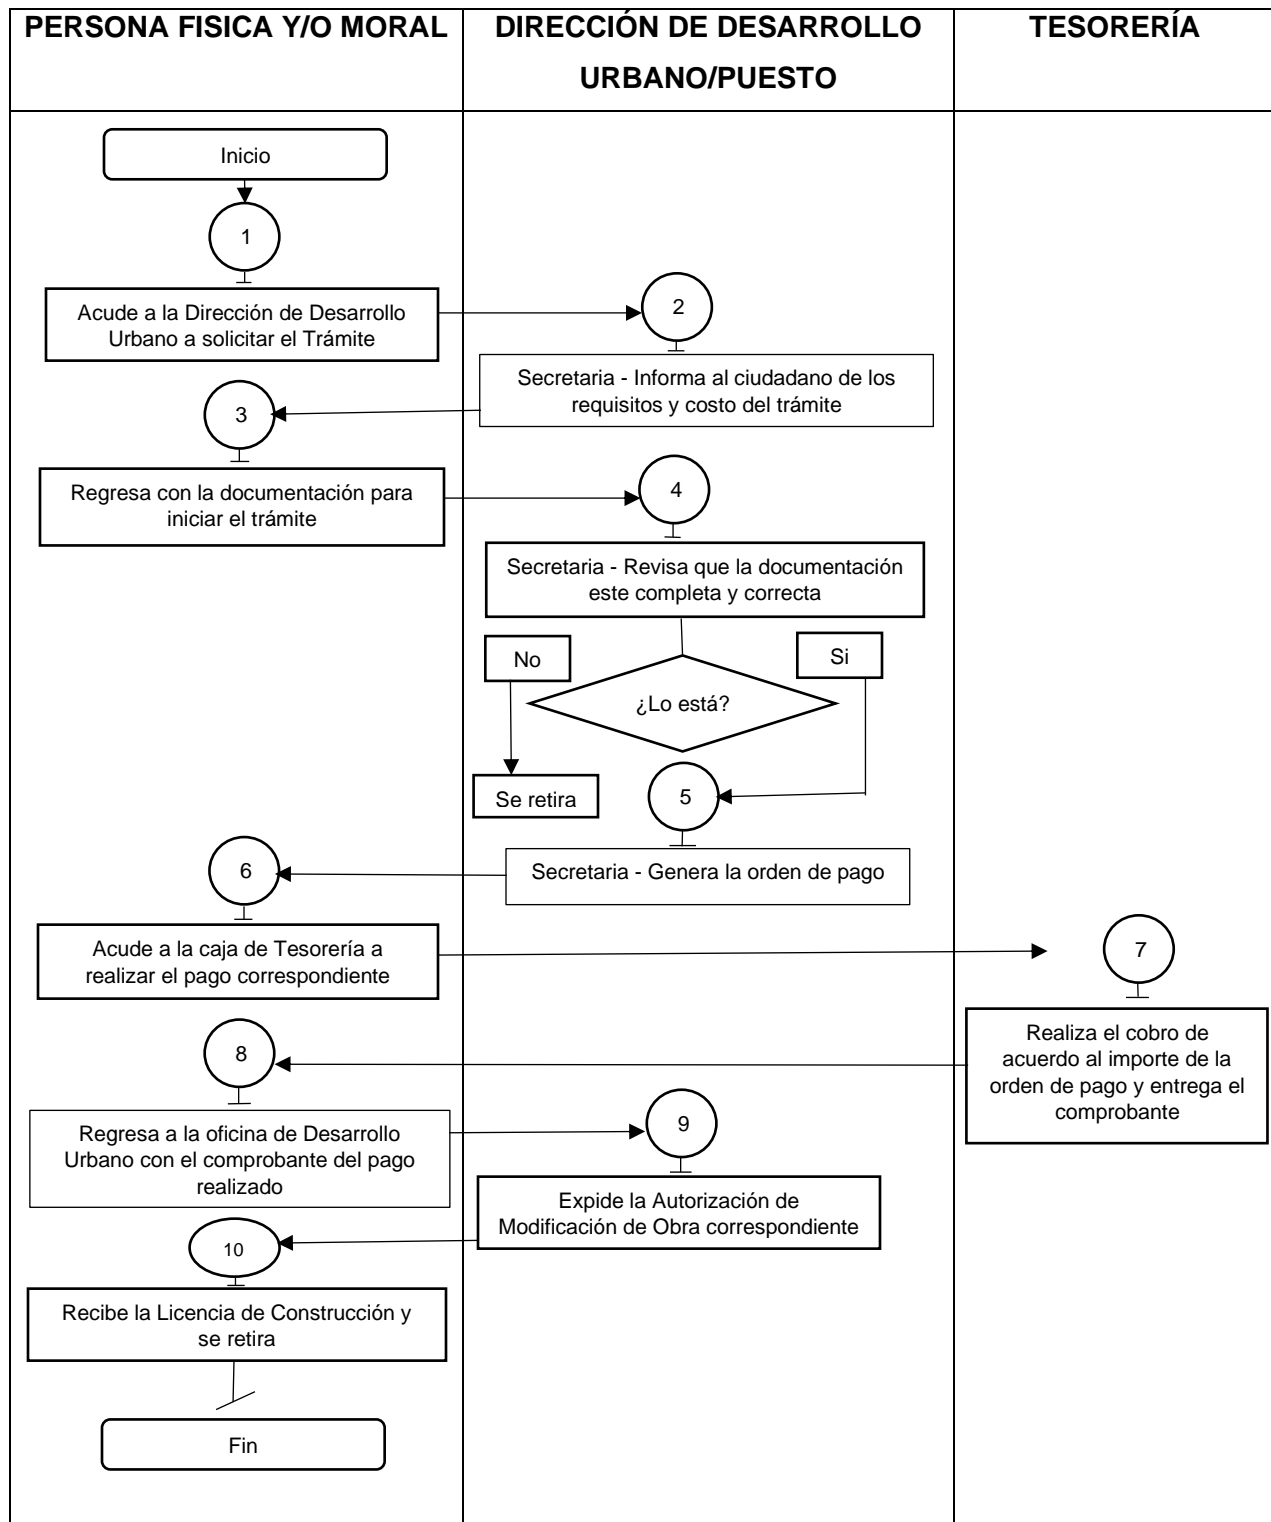 PERSONA FISICA Y/O MORAL
DIRECCIÓN DE DESARROLLO
URBANO/PUESTO
TESORERÍA
Inicio
1
Acude a la Dirección de Desarrollo
Urbano a solicitar el Trámite
2
Secretaria - Informa al ciudadano de los
requisitos y costo del trámite
3
Regresa con la documentación para
iniciar el trámite
4
Secretaria - Revisa que la documentación
este completa y correcta
No
Si
¿Lo está?
Se retira
5
Secretaria - Genera la orden de pago
6
Acude a la caja de Tesorería a
realizar el pago correspondiente
7
Realiza el cobro de
acuerdo al importe de la
orden de pago y entrega el
comprobante
8
Regresa a la oficina de Desarrollo
Urbano con el comprobante del pago
realizado
9
Expide la Autorización de
Modificación de Obra correspondiente
10
Recibe la Licencia de Construcción y
se retira
Fin